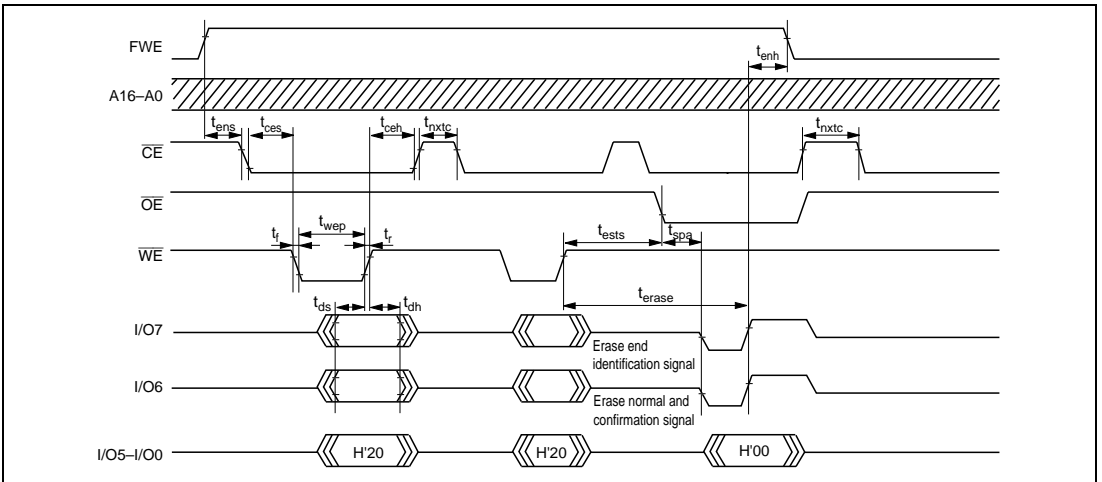 FWE
t_enh
A16–A0
t_ens t_ces t_ceh t_nxtc t_nxtc
CE
OE
t_wep
t_f t_r t_ests t_spa
WE
t_erase
t_ds t_dh
I/O7
Erase end
identification signal
I/O6
Erase normal and
confirmation signal
I/O5–I/O0 H'20 H'20 H'00